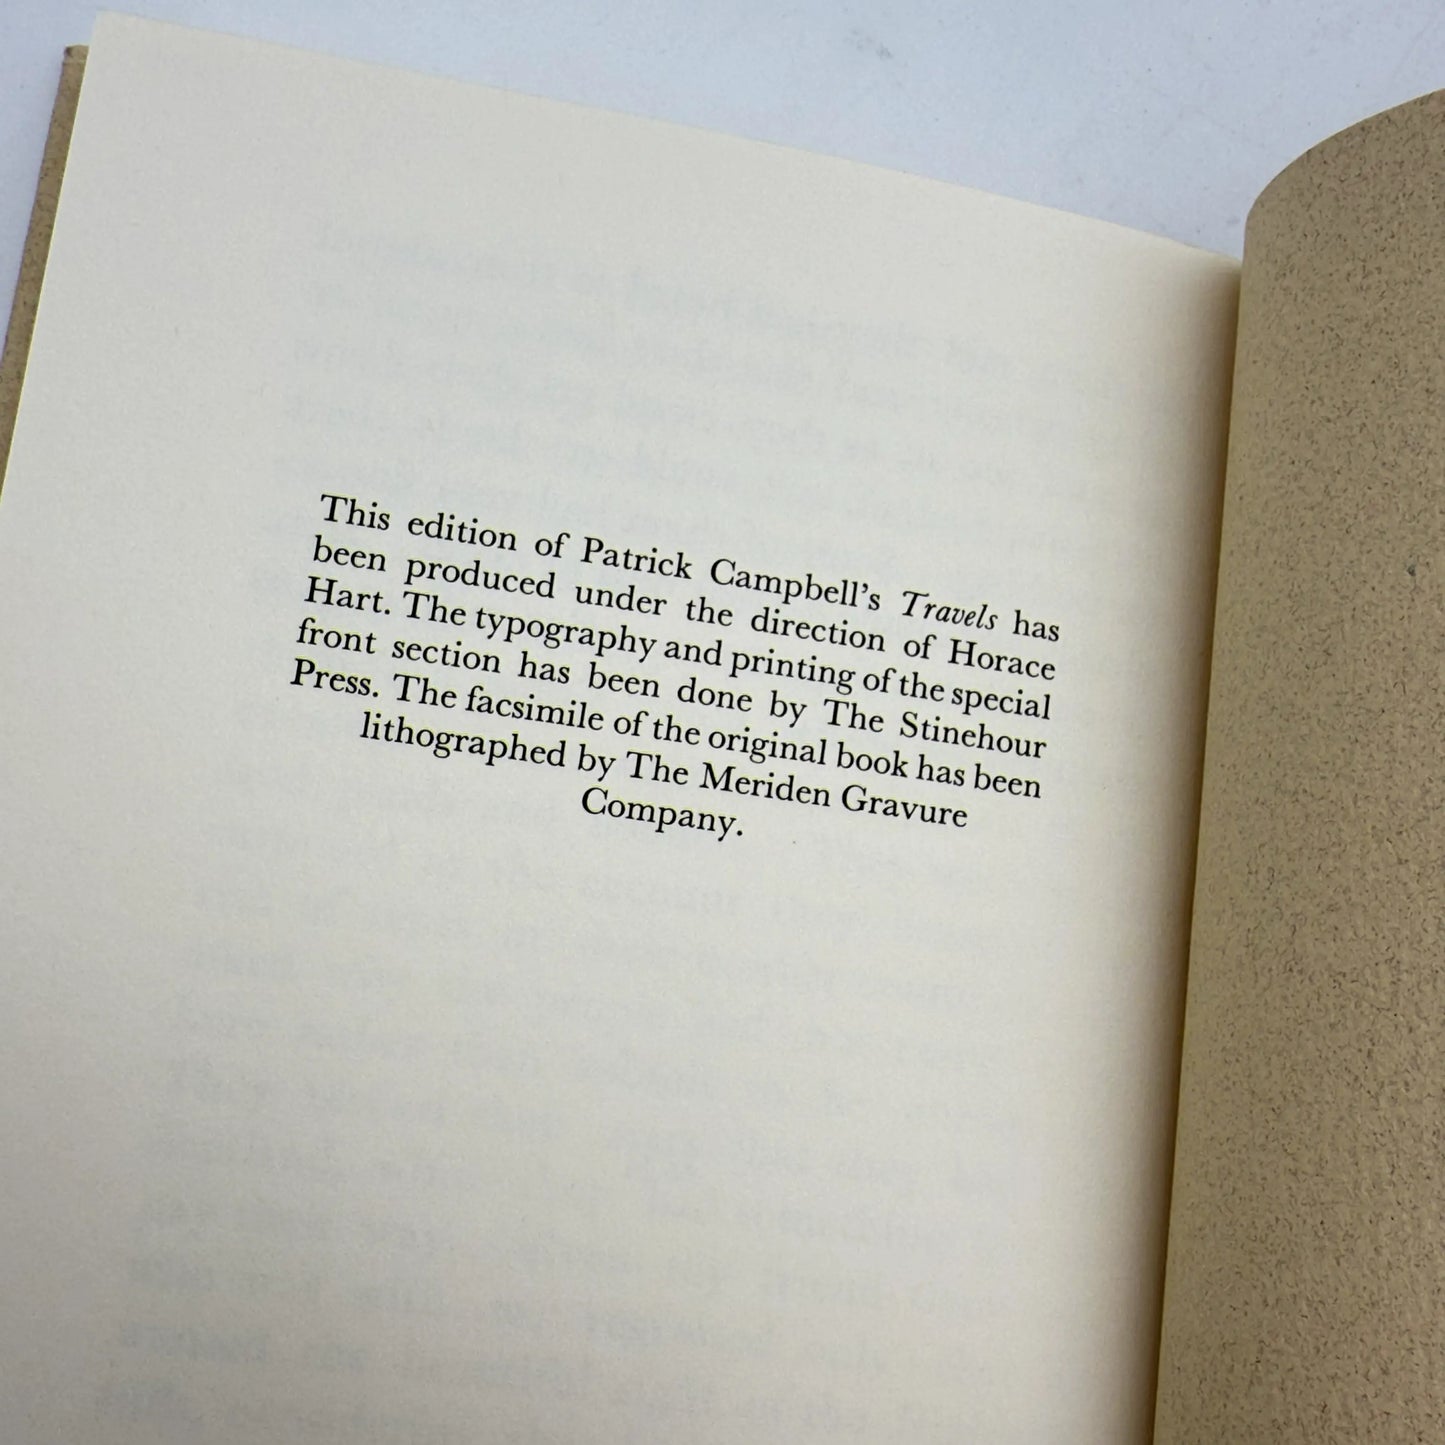 This edition of Patrick Campbell's Travels has
been produced under the direction of Horace
Hart. The typography and printing of the special
front section has been done by The Stinehour
Press. The facsimile of the original book has been
lithographed by The Meriden Gravure
Company.